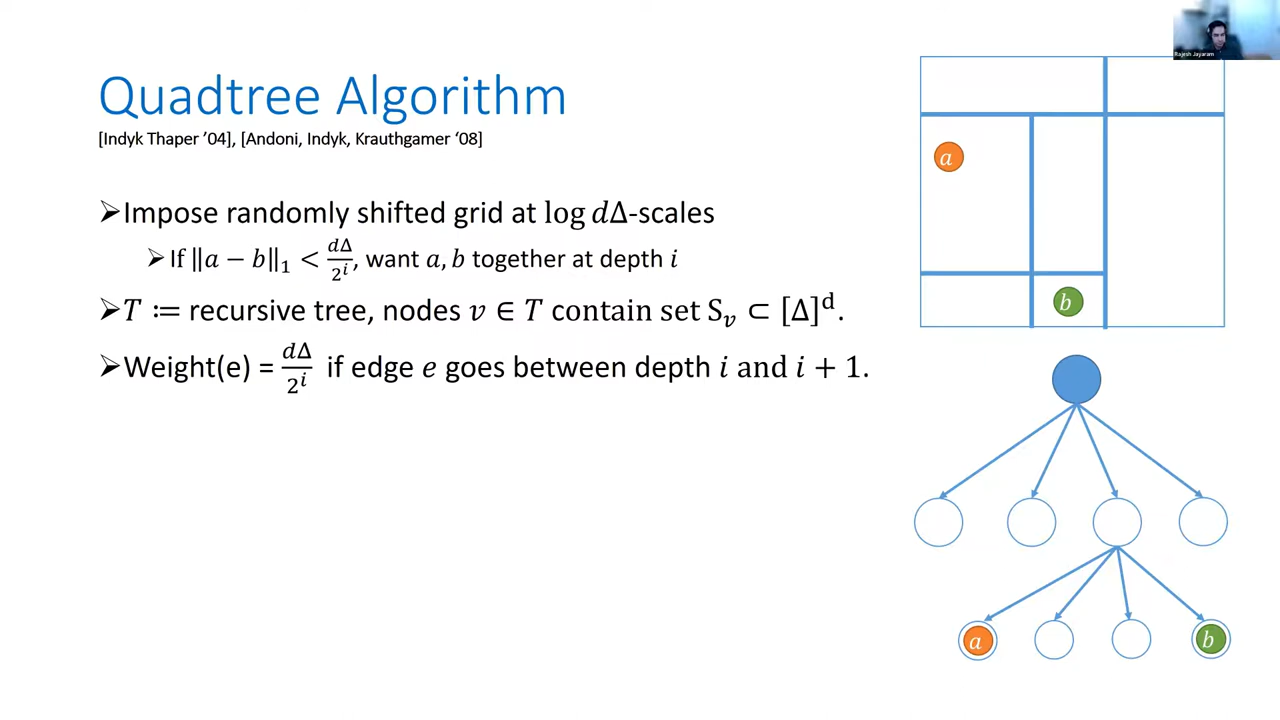 Quadtree Algorithm
[Indyk Thaper ’04], [Andoni, Indyk, Krauthgamer ‘08]
➢Impose randomly shifted grid at log dΔ-scales
➢If ‖a − b‖₁ < dΔ/2ⁱ, want a, b together at depth i
➢T ≔ recursive tree, nodes v ∈ T contain set Sᵥ ⊂ [Δ]ᵈ.
➢Weight(e) = dΔ/2ⁱ if edge e goes between depth i and i + 1.
Rajesh Jayaram
a
b
a
b